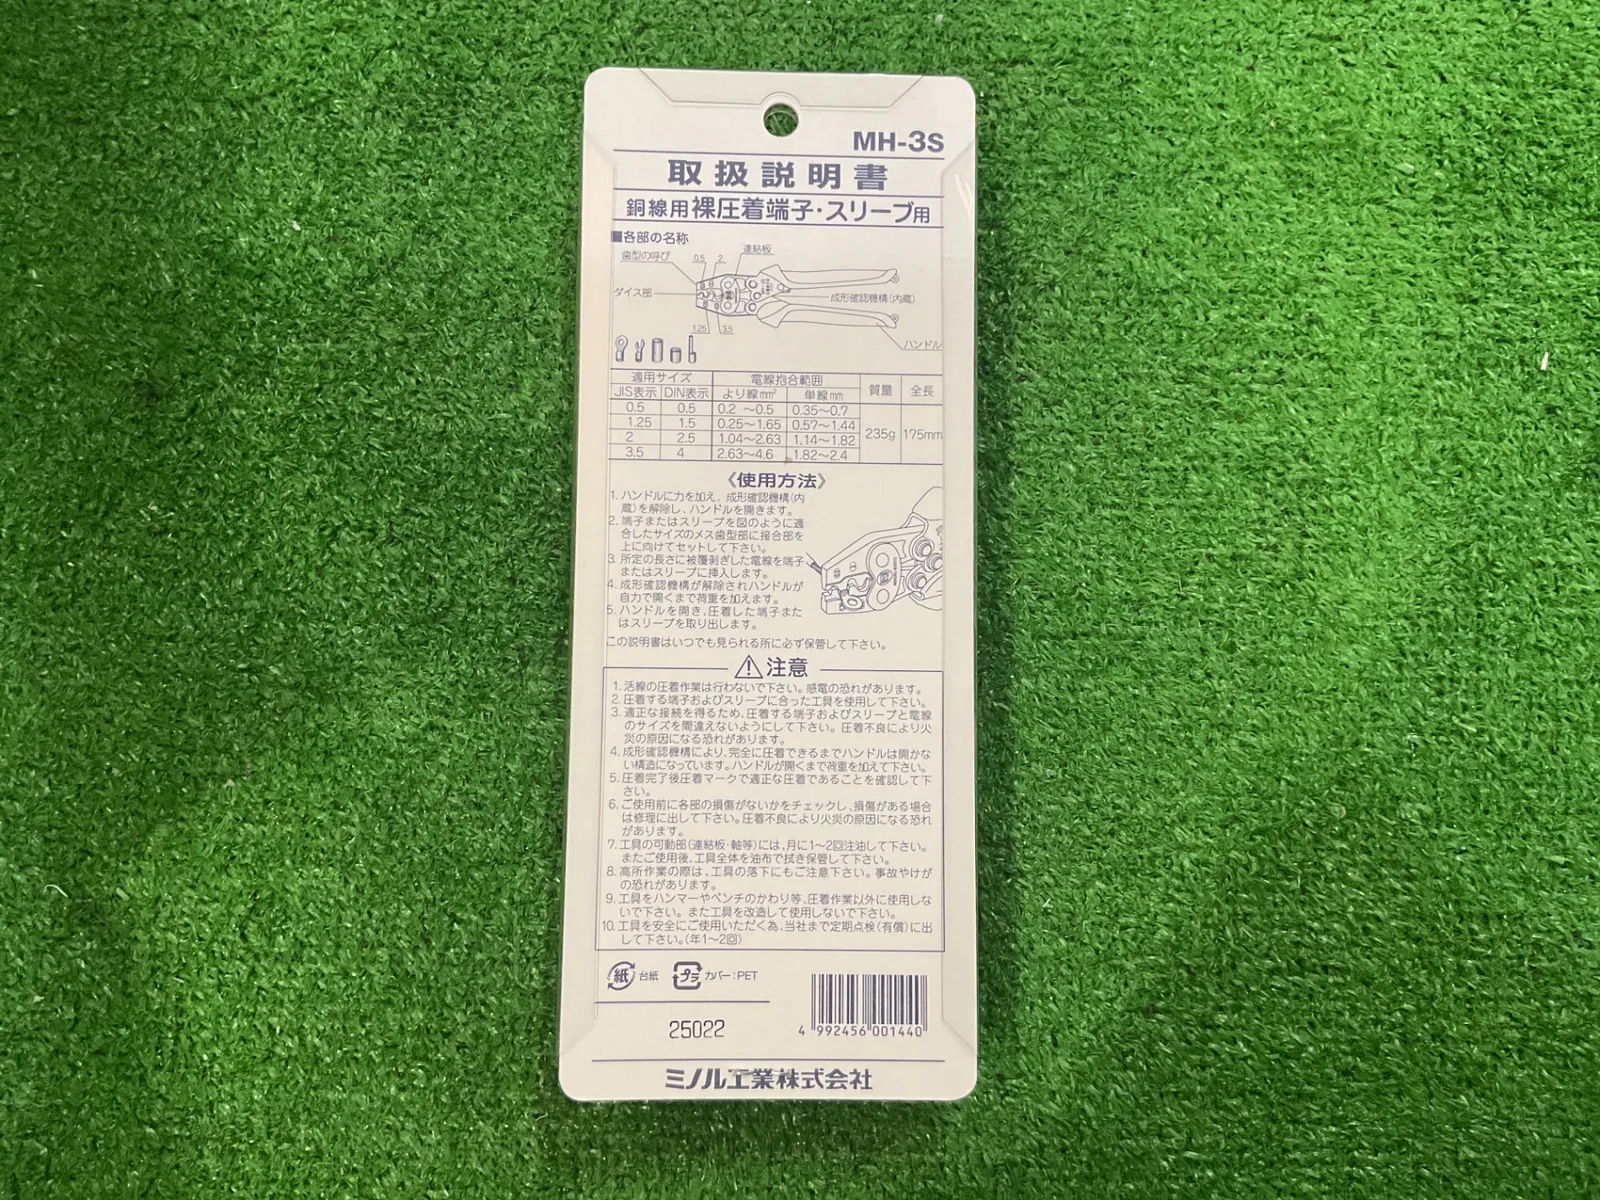 MH-3S
取扱説明書
銅線用裸圧着端子・スリーブ用
■各部の名称
歯型の呼び 0.5 2 連結板
ダイス部
成形確認機構(内蔵)
1.25 3.5
ハンドル
適用サイズ 電線抱合範囲 質量 全長
JIS表示 DIN表示 より線mm² 単線mm
0.5 0.5 0.2 ～0.5 0.35～0.7
1.25 1.5 0.25～1.65 0.57～1.44
235g 175mm
2 2.5 1.04～2.63 1.14～1.82
3.5 4 2.63～4.6 1.82～2.4
《使用方法》
1. ハンドルに力を加え、成形確認機構(内
蔵)を解除し、ハンドルを開きます。
2. 端子またはスリーブを図のように適
合したサイズのメス歯型部に接合部を
上に向けてセットして下さい。
3. 所定の長さに被覆剥ぎした電線を端子
またはスリーブに挿入します。
4. 成形確認機構が解除されハンドルが
自力で開くまで荷重を加えます。
5. ハンドルを開き、圧着した端子また
はスリーブを取り出します。
この説明書はいつでも見られる所に必ず保管して下さい。
⚠注意
1. 活線の圧着作業は行わないで下さい。感電の恐れがあります。
2. 圧着する端子およびスリーブに合った工具を使用して下さい。
3. 適正な接続を得るため、圧着する端子およびスリーブと電線
のサイズを間違えないようにして下さい。圧着不良により火
災の原因になる恐れがあります。
4. 成形確認機構により、完全に圧着できるまでハンドルは開かな
い構造になっています。ハンドルが開くまで荷重を加えて下さい。
5. 圧着完了後圧着マークで適正な圧着であることを確認して下
さい。
6. ご使用前に各部の損傷がないかをチェックし、損傷がある場合
は修理に出して下さい。圧着不良により火災の原因になる恐れ
があります。
7. 工具の可動部(連結板・軸等)には、月に1～2回注油して下さい。
またご使用後、工具全体を油布で拭き保管して下さい。
8. 高所作業の際は、工具の落下にもご注意下さい。事故やけが
の恐れがあります。
9. 工具をハンマーやペンチのかわり等、圧着作業以外に使用しな
いで下さい。また工具を改造して使用しないで下さい。
10. 工具を安全にご使用いただく為、当社まで定期点検(有償)に出
して下さい。(年1～2回)
紙 台紙 プラ カバー:PET
25022
4 992456 001440
ミノル工業株式会社